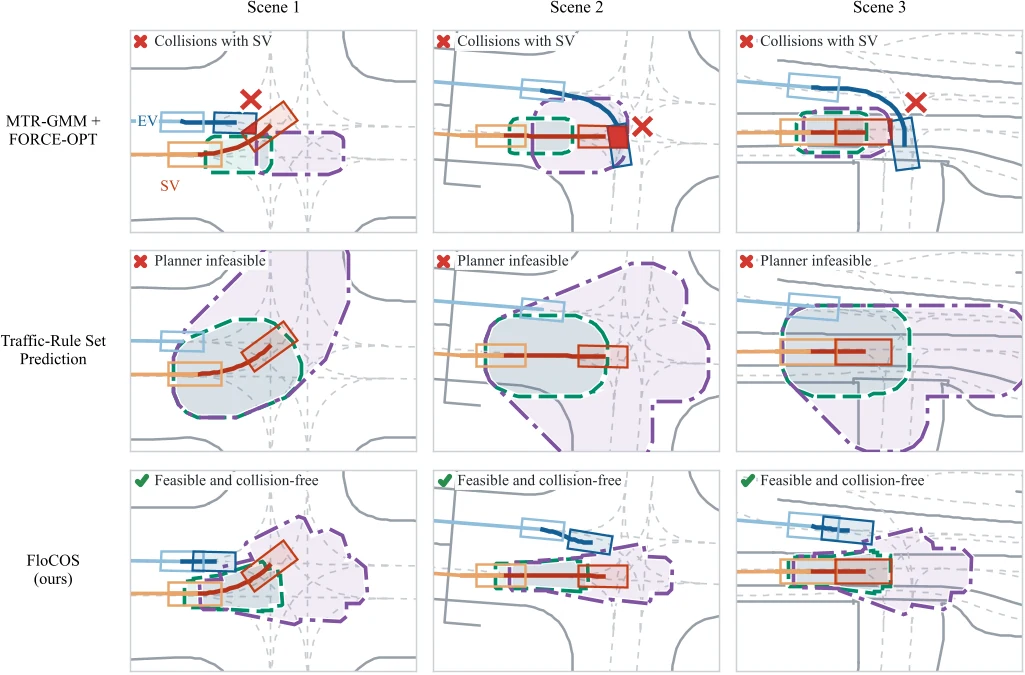 Scene 1
Scene 2
Scene 3
MTR-GMM +
FORCE-OPT
Collisions with SV
Collisions with SV
Collisions with SV
EV
SV
Traffic-Rule Set
Prediction
Planner infeasible
Planner infeasible
Planner infeasible
FloCOS
(ours)
Feasible and collision-free
Feasible and collision-free
Feasible and collision-free